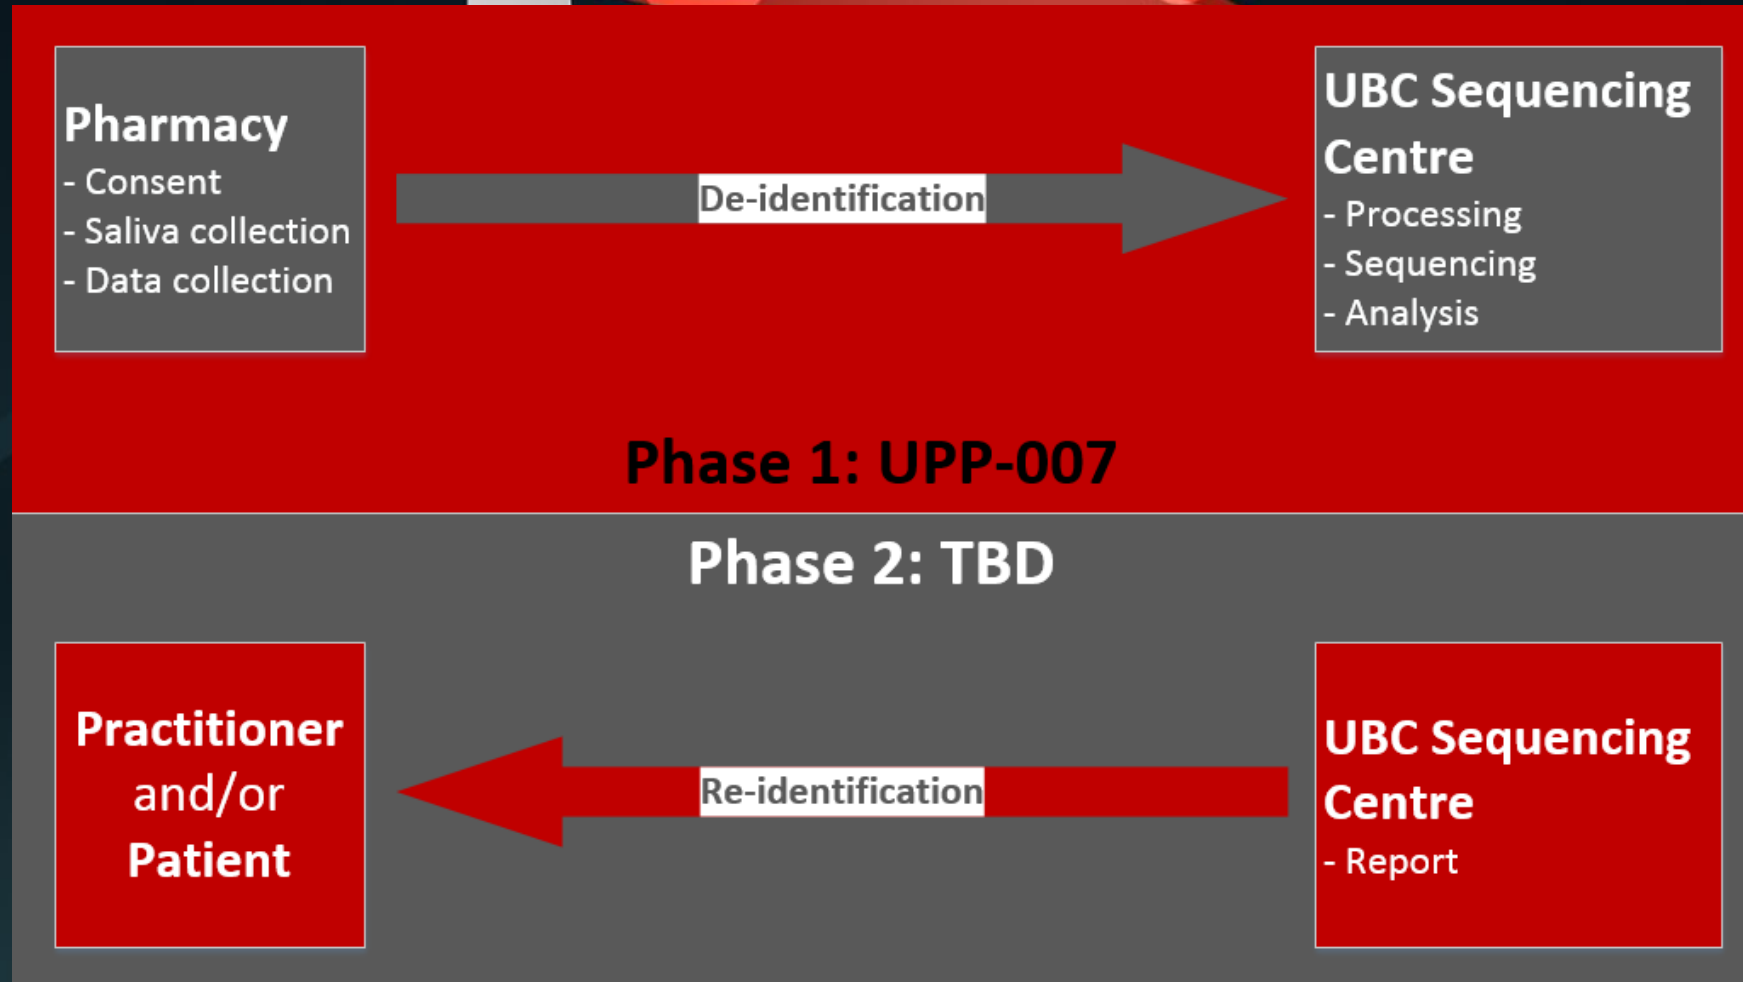 Pharmacy
- Consent
- Saliva collection
- Data collection
De-identification
UBC Sequencing
Centre
- Processing
- Sequencing
- Analysis
Phase 1: UPP-007
Phase 2: TBD
Practitioner
and/or
Patient
Re-identification
UBC Sequencing
Centre
- Report